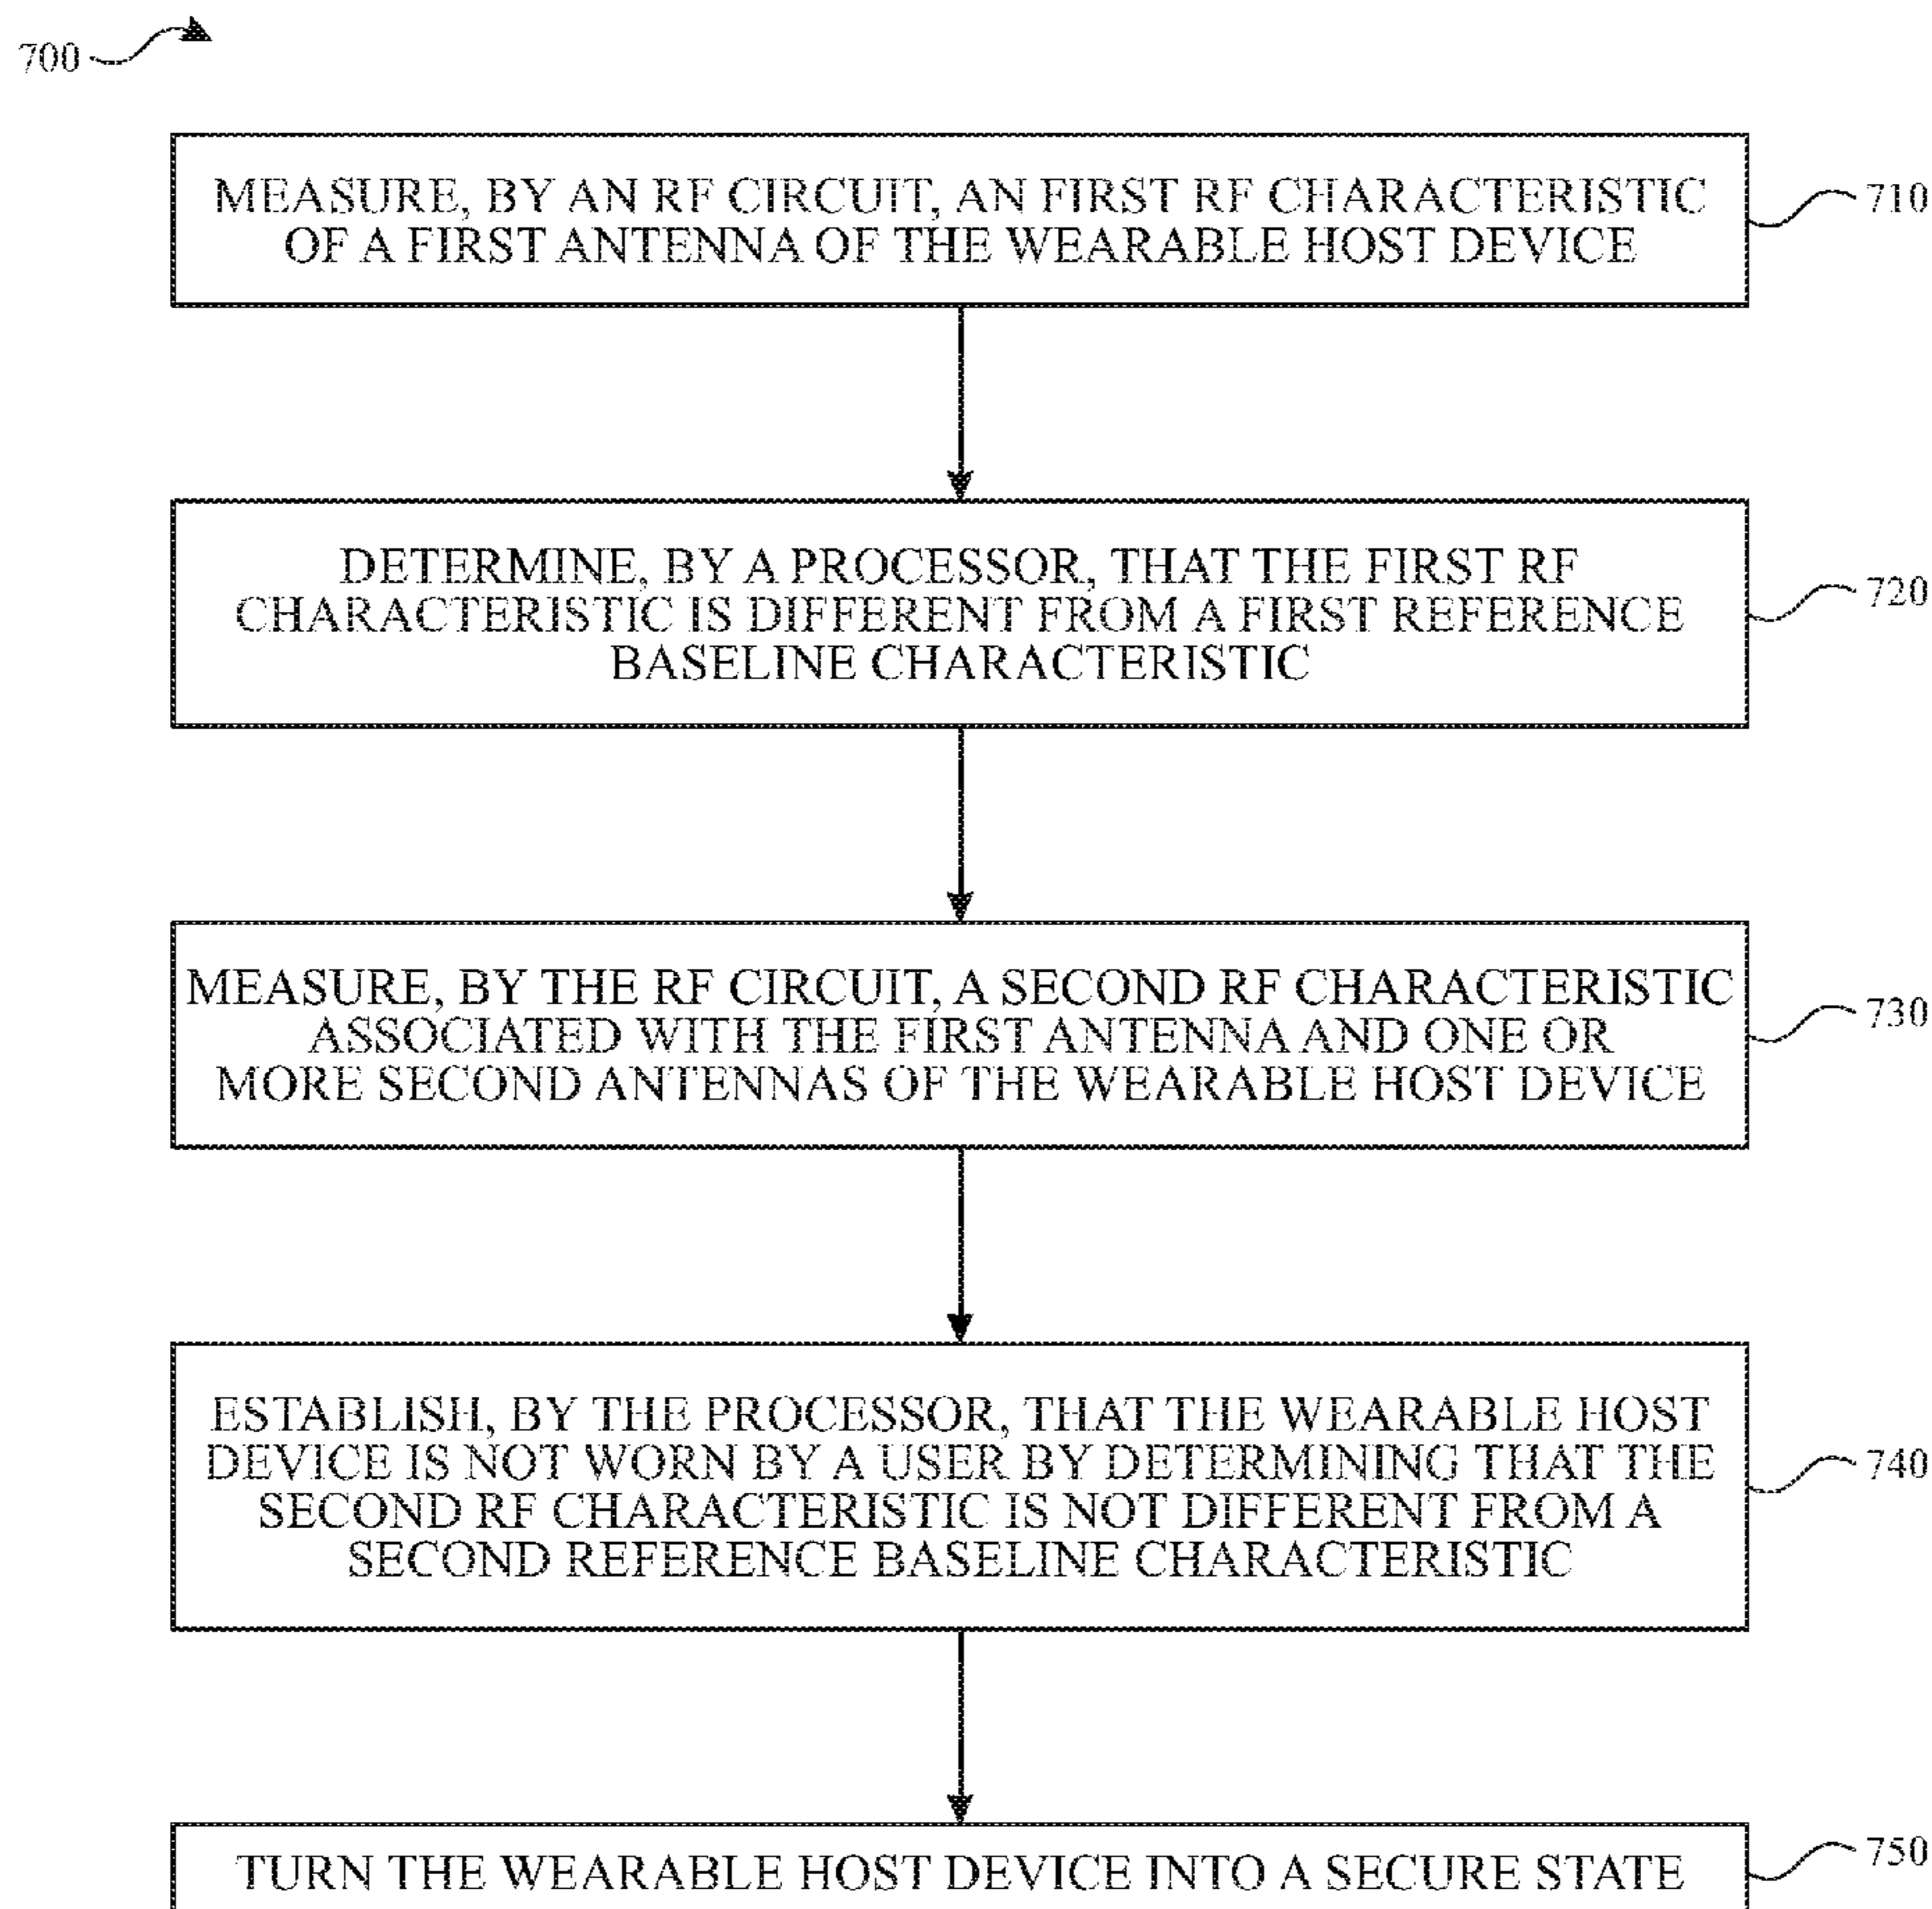 700
MEASURE, BY AN RF CIRCUIT, AN FIRST RF CHARACTERISTIC
OF A FIRST ANTENNA OF THE WEARABLE HOST DEVICE
710
DETERMINE, BY A PROCESSOR, THAT THE FIRST RF
CHARACTERISTIC IS DIFFERENT FROM A FIRST REFERENCE
BASELINE CHARACTERISTIC
720
MEASURE, BY THE RF CIRCUIT, A SECOND RF CHARACTERISTIC
ASSOCIATED WITH THE FIRST ANTENNA AND ONE OR
MORE SECOND ANTENNAS OF THE WEARABLE HOST DEVICE
730
ESTABLISH, BY THE PROCESSOR, THAT THE WEARABLE HOST
DEVICE IS NOT WORN BY A USER BY DETERMINING THAT THE
SECOND RF CHARACTERISTIC IS NOT DIFFERENT FROM A
SECOND REFERENCE BASELINE CHARACTERISTIC
740
TURN THE WEARABLE HOST DEVICE INTO A SECURE STATE
750